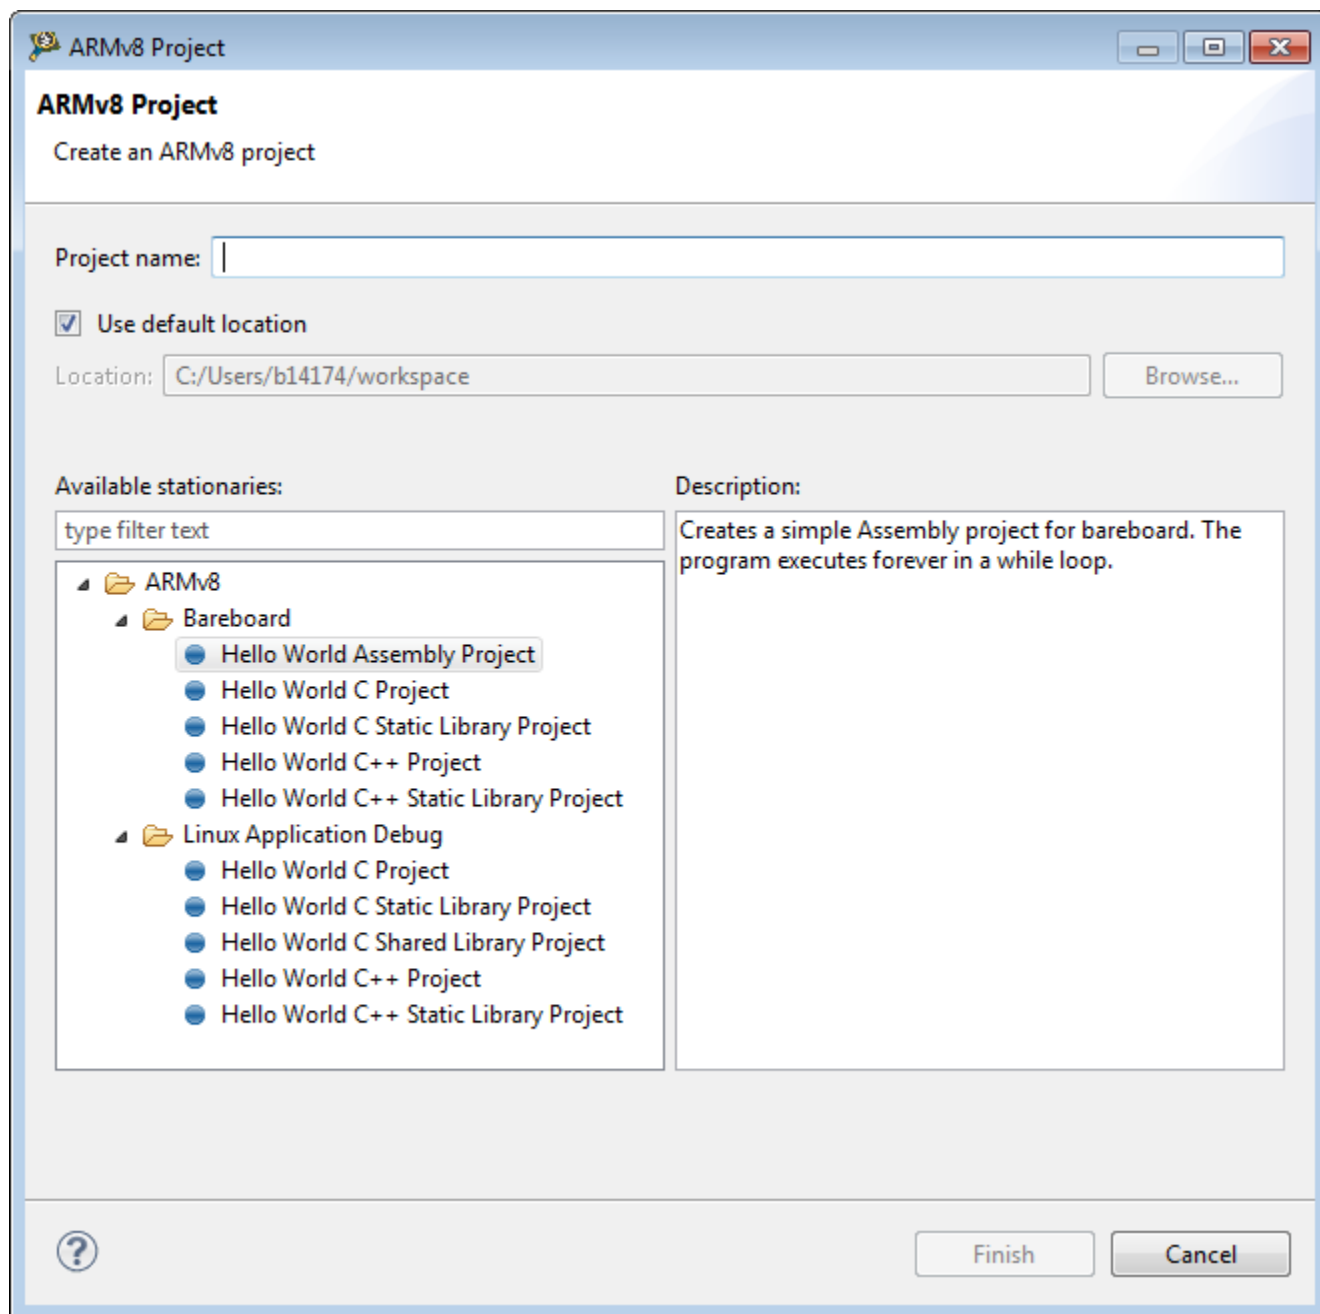 ARMv8 Project
ARMv8 Project
Create an ARMv8 project
Project name:
Use default location
Location: C:/Users/b14174/workspace Browse...
Available stationaries:
type filter text
ARMv8
Bareboard
Hello World Assembly Project
Hello World C Project
Hello World C Static Library Project
Hello World C++ Project
Hello World C++ Static Library Project
Linux Application Debug
Hello World C Project
Hello World C Static Library Project
Hello World C Shared Library Project
Hello World C++ Project
Hello World C++ Static Library Project
Description:
Creates a simple Assembly project for bareboard. The
program executes forever in a while loop.
?
Finish Cancel